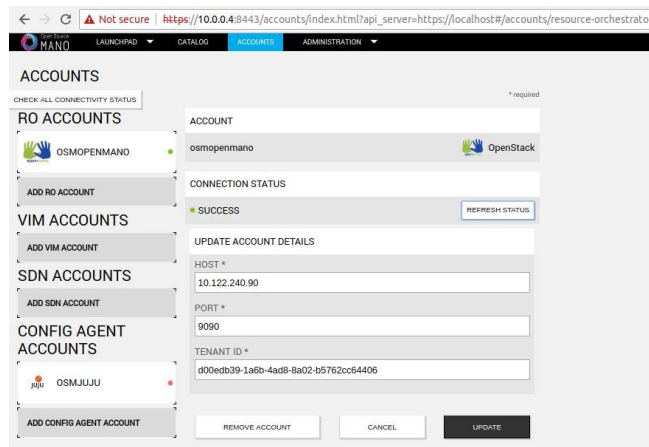 Not secure | https://10.0.0.4:8443/accounts/index.html?api_server=https://localhost#/accounts/resource-orchestrato
Open Source
MANO LAUNCHPAD CATALOG ACCOUNTS ADMINISTRATION
ACCOUNTS
CHECK ALL CONNECTIVITY STATUS
* required
RO ACCOUNTS
OSMOPENMANO
ADD RO ACCOUNT
VIM ACCOUNTS
ADD VIM ACCOUNT
SDN ACCOUNTS
ADD SDN ACCOUNT
CONFIG AGENT
ACCOUNTS
juju OSMJUJU
ADD CONFIG AGENT ACCOUNT
ACCOUNT
osmopenmano OpenStack
CONNECTION STATUS
SUCCESS REFRESH STATUS
UPDATE ACCOUNT DETAILS
HOST *
10.122.240.90
PORT *
9090
TENANT ID *
d00edb39-1a6b-4ad8-8a02-b5762cc64406
REMOVE ACCOUNT CANCEL UPDATE